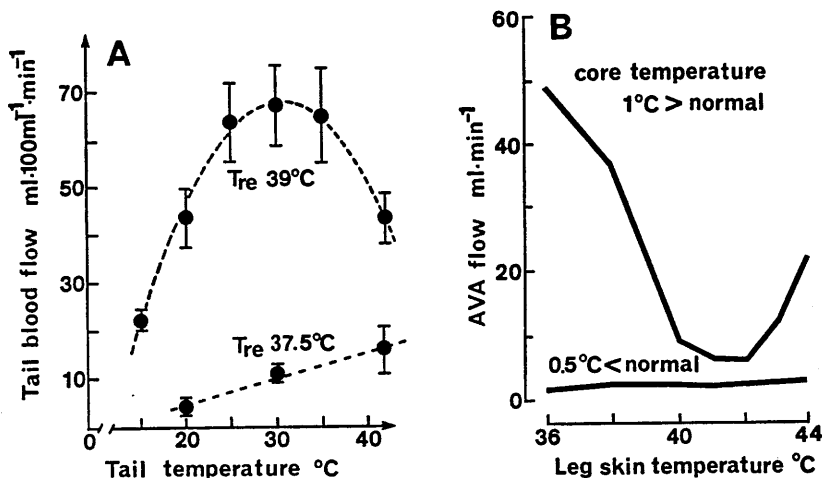 A
Tail blood flow ml·100ml⁻¹·min⁻¹
70
50
30
10
0
Tre 39°C
Tre 37.5°C
20
30
40
Tail temperature °C
B
AVA flow ml·min⁻¹
60
40
20
0
core temperature
1°C > normal
0.5°C < normal
36
40
44
Leg skin temperature °C